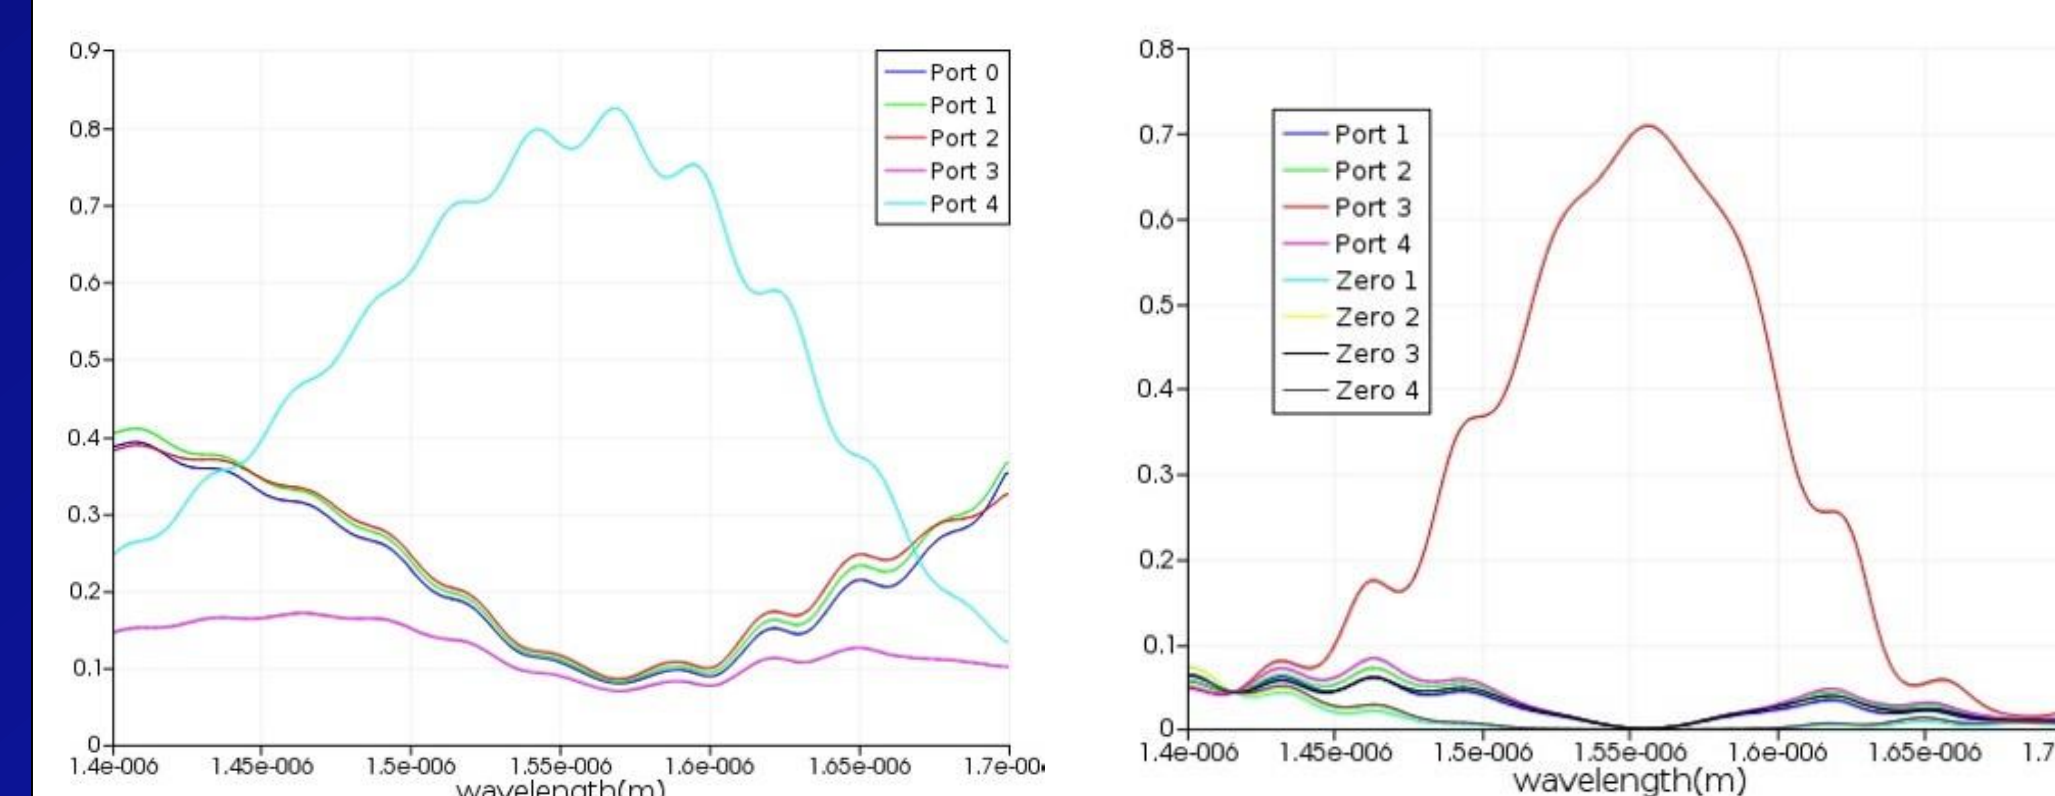 0.9
0.8
0.7
0.6
0.5
0.4
0.3
0.2
0.1
0
1.4e-006 1.45e-006 1.5e-006 1.55e-006 1.6e-006 1.65e-006 1.7e-00
wavelength(m)
Port 0
Port 1
Port 2
Port 3
Port 4
0.8
0.7
0.6
0.5
0.4
0.3
0.2
0.1
0
1.4e-006 1.45e-006 1.5e-006 1.55e-006 1.6e-006 1.65e-006 1.7
wavelength(m)
Port 1
Port 2
Port 3
Port 4
Zero 1
Zero 2
Zero 3
Zero 4